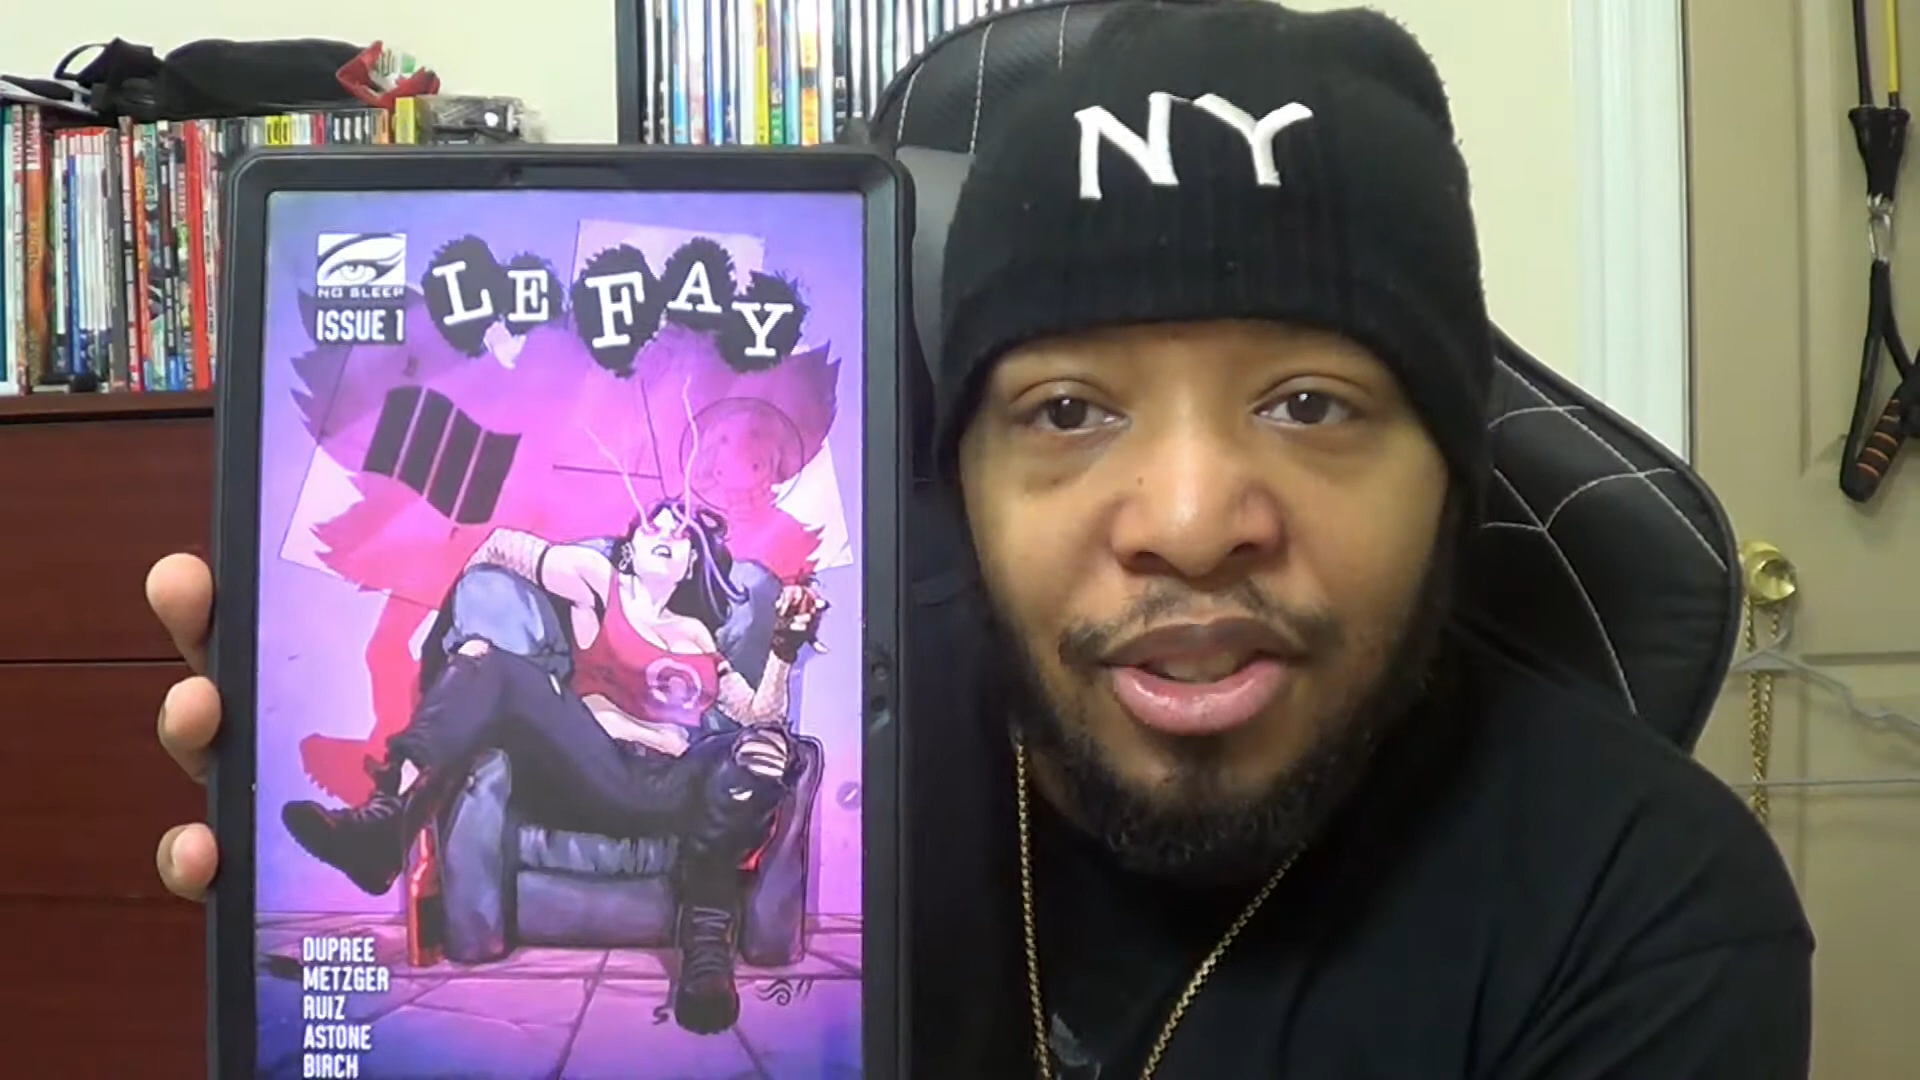 NY
NO SLEEP
ISSUE 1
LE FAY
DUPREE
METZGER
RUIZ
ASTONE
BIRCH